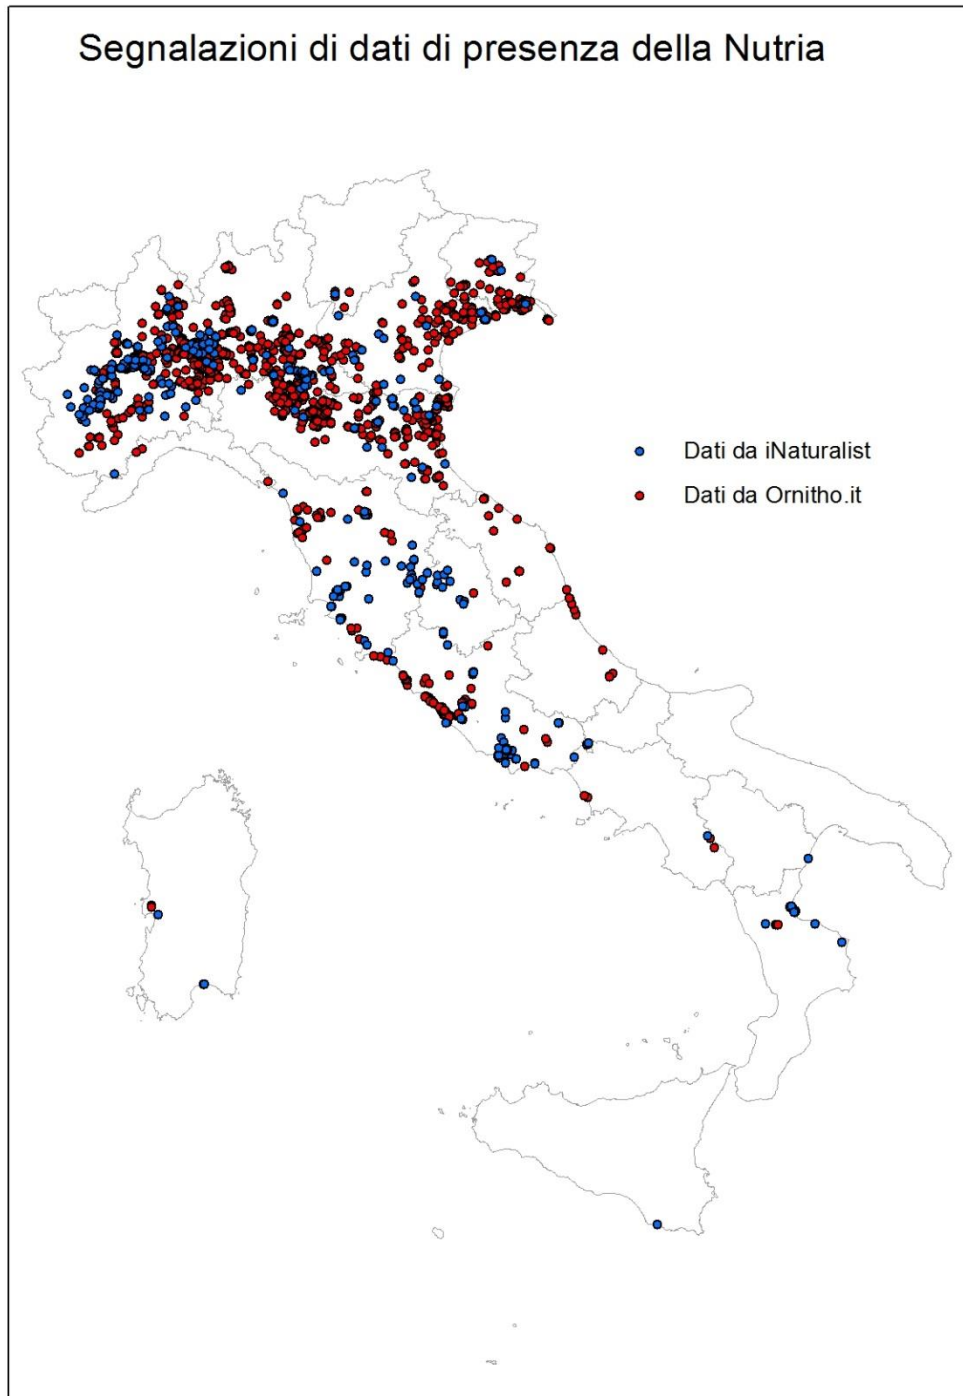 Segnalazioni di dati di presenza della Nutria
Dati da iNaturalist
Dati da Ornitho.it